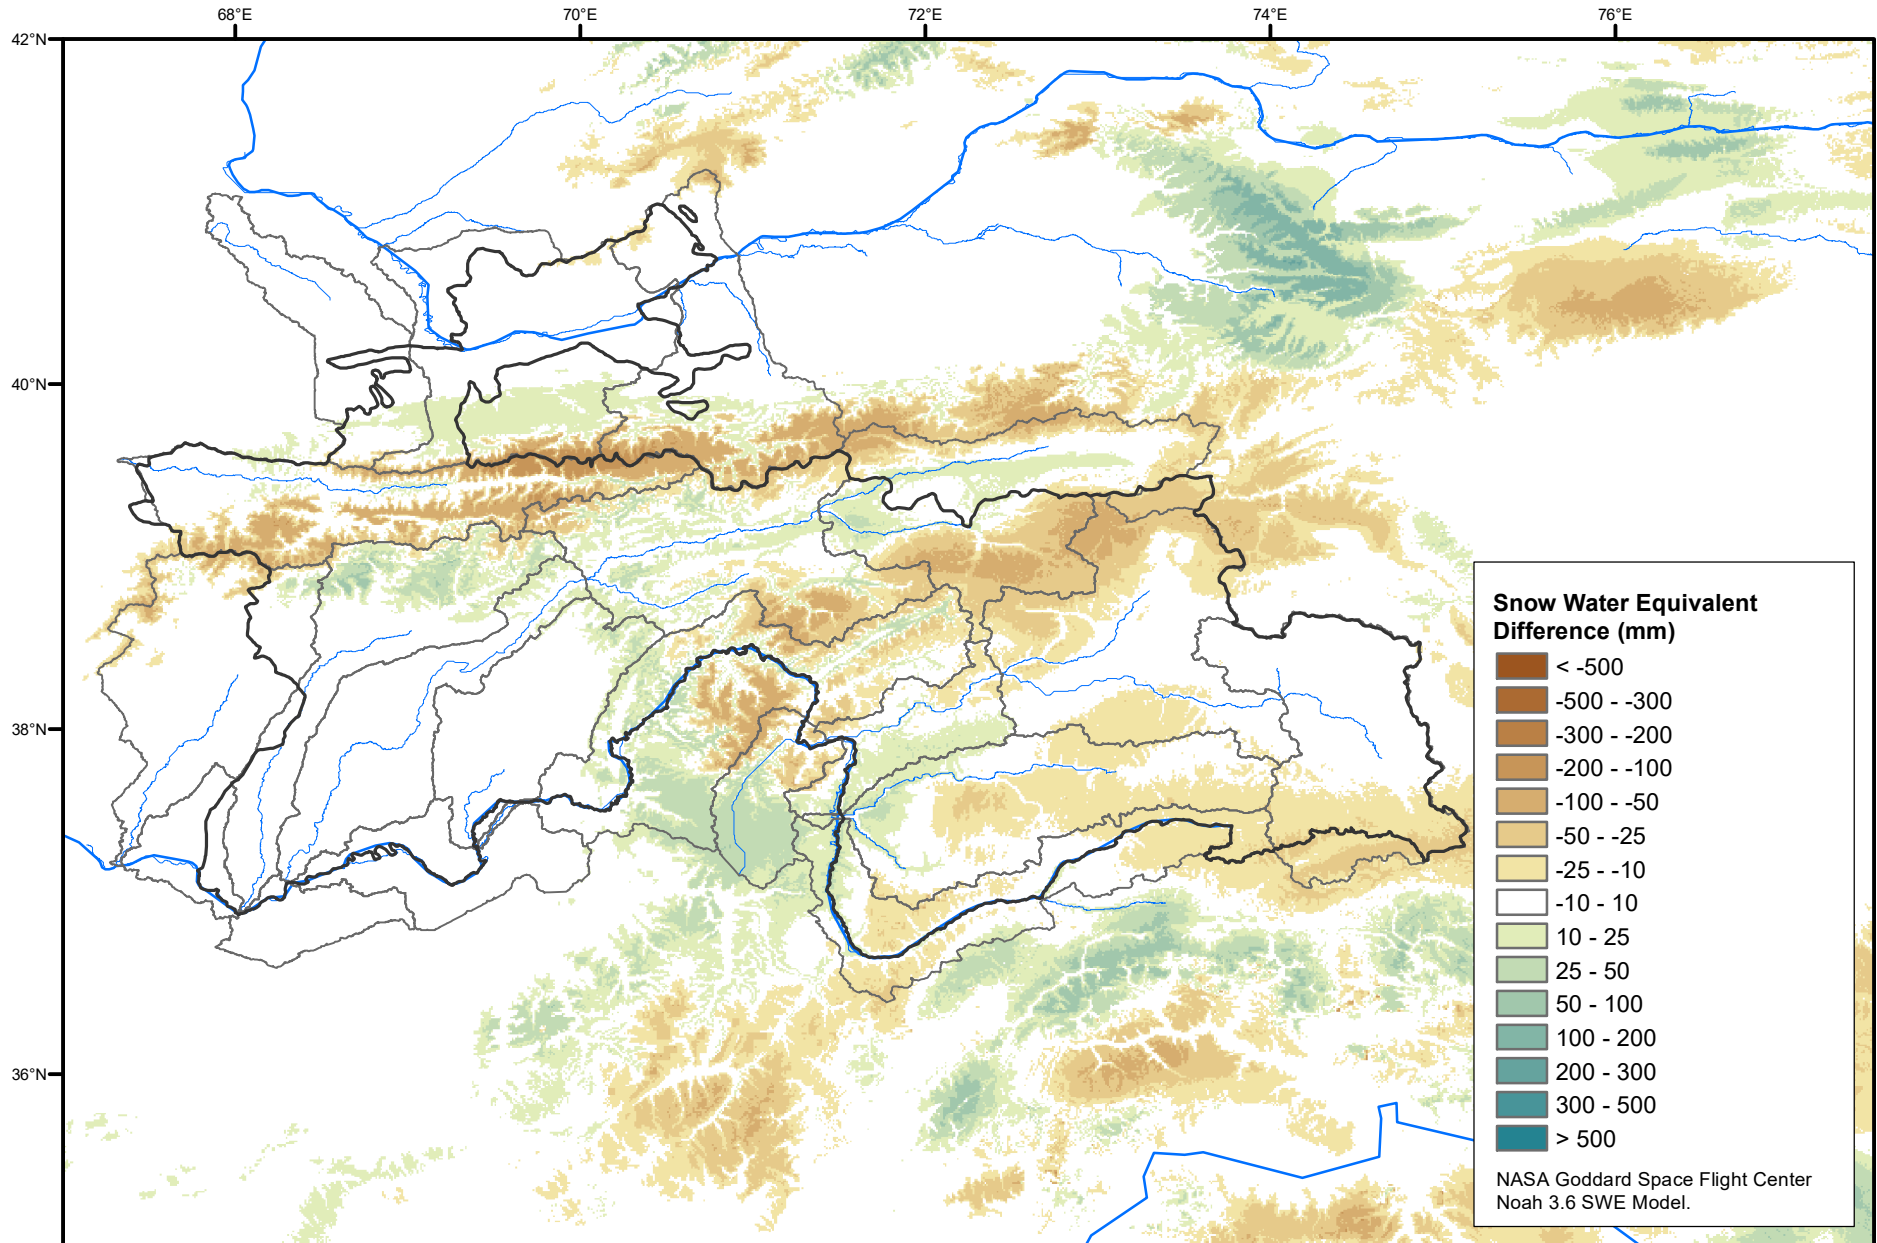 68°E
70°E
72°E
74°E
76°E
42°N
40°N
38°N
36°N
Snow Water Equivalent
Difference (mm)
< -500
-500 - -300
-300 - -200
-200 - -100
-100 - -50
-50 - -25
-25 - -10
-10 - 10
10 - 25
25 - 50
50 - 100
100 - 200
200 - 300
300 - 500
> 500
NASA Goddard Space Flight Center
Noah 3.6 SWE Model.